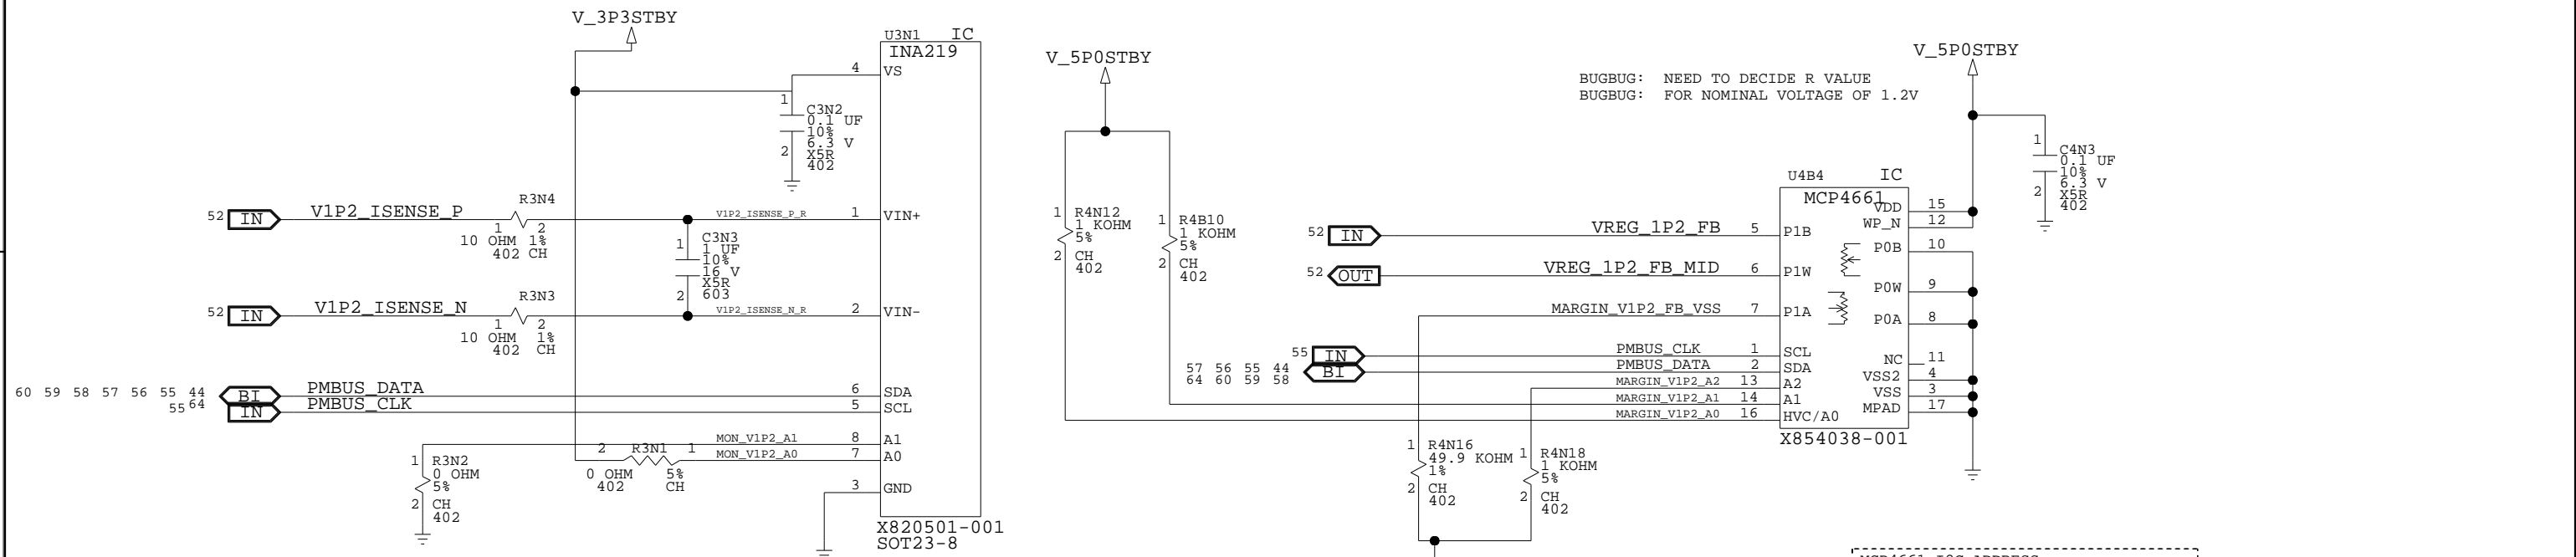 V_3P3STBY
U3N1 IC
INA219
4 VS
1
C3N2
0.1 UF
10%
6.3 V
2
X5R
402
52 IN V1P2_ISENSE_P
R3N4
1 2
10 OHM 1%
402 CH
V1P2_ISENSE_P_R 1 VIN+
1
C3N3
1 UF
10%
16 V
X5R
2
603
52 IN V1P2_ISENSE_N
R3N3
1 2
10 OHM 1%
402 CH
V1P2_ISENSE_N_R 2 VIN-
60 59 58 57 56 55 44 BI PMBUS_DATA 6 SDA
55 64 IN PMBUS_CLK 5 SCL
MON_V1P2_A1 8 A1
2 R3N1 1 MON_V1P2_A0 7 A0
0 OHM 5%
402 CH
1 R3N2
0 OHM
5%
2 CH
402
3 GND
X820501-001
SOT23-8
V_5P0STBY
1 R4N12
1 KOHM
5%
2 CH
402
1 R4B10
1 KOHM
5%
2 CH
402
BUGBUG: NEED TO DECIDE R VALUE
BUGBUG: FOR NOMINAL VOLTAGE OF 1.2V
V_5P0STBY
1
C4N3
0.1 UF
10%
6.3 V
2
X5R
402
U4B4 IC
MCP4661
52 IN VREG_1P2_FB 5 P1B
52 OUT VREG_1P2_FB_MID 6 P1W
MARGIN_V1P2_FB_VSS 7 P1A
55 IN PMBUS_CLK 1 SCL
57 56 55 44
64 60 59 58
BI PMBUS_DATA 2 SDA
MARGIN_V1P2_A2 13 A2
MARGIN_V1P2_A1 14 A1
MARGIN_V1P2_A0 16 HVC/A0
VDD 15
WP_N 12
P0B 10
P0W 9
P0A 8
NC 11
VSS2 4
VSS 3
MPAD 17
X854038-001
1 R4N16
49.9 KOHM
1%
2 CH
402
1 R4N18
1 KOHM
5%
2 CH
402
MCP4661 I2C ADDRESS